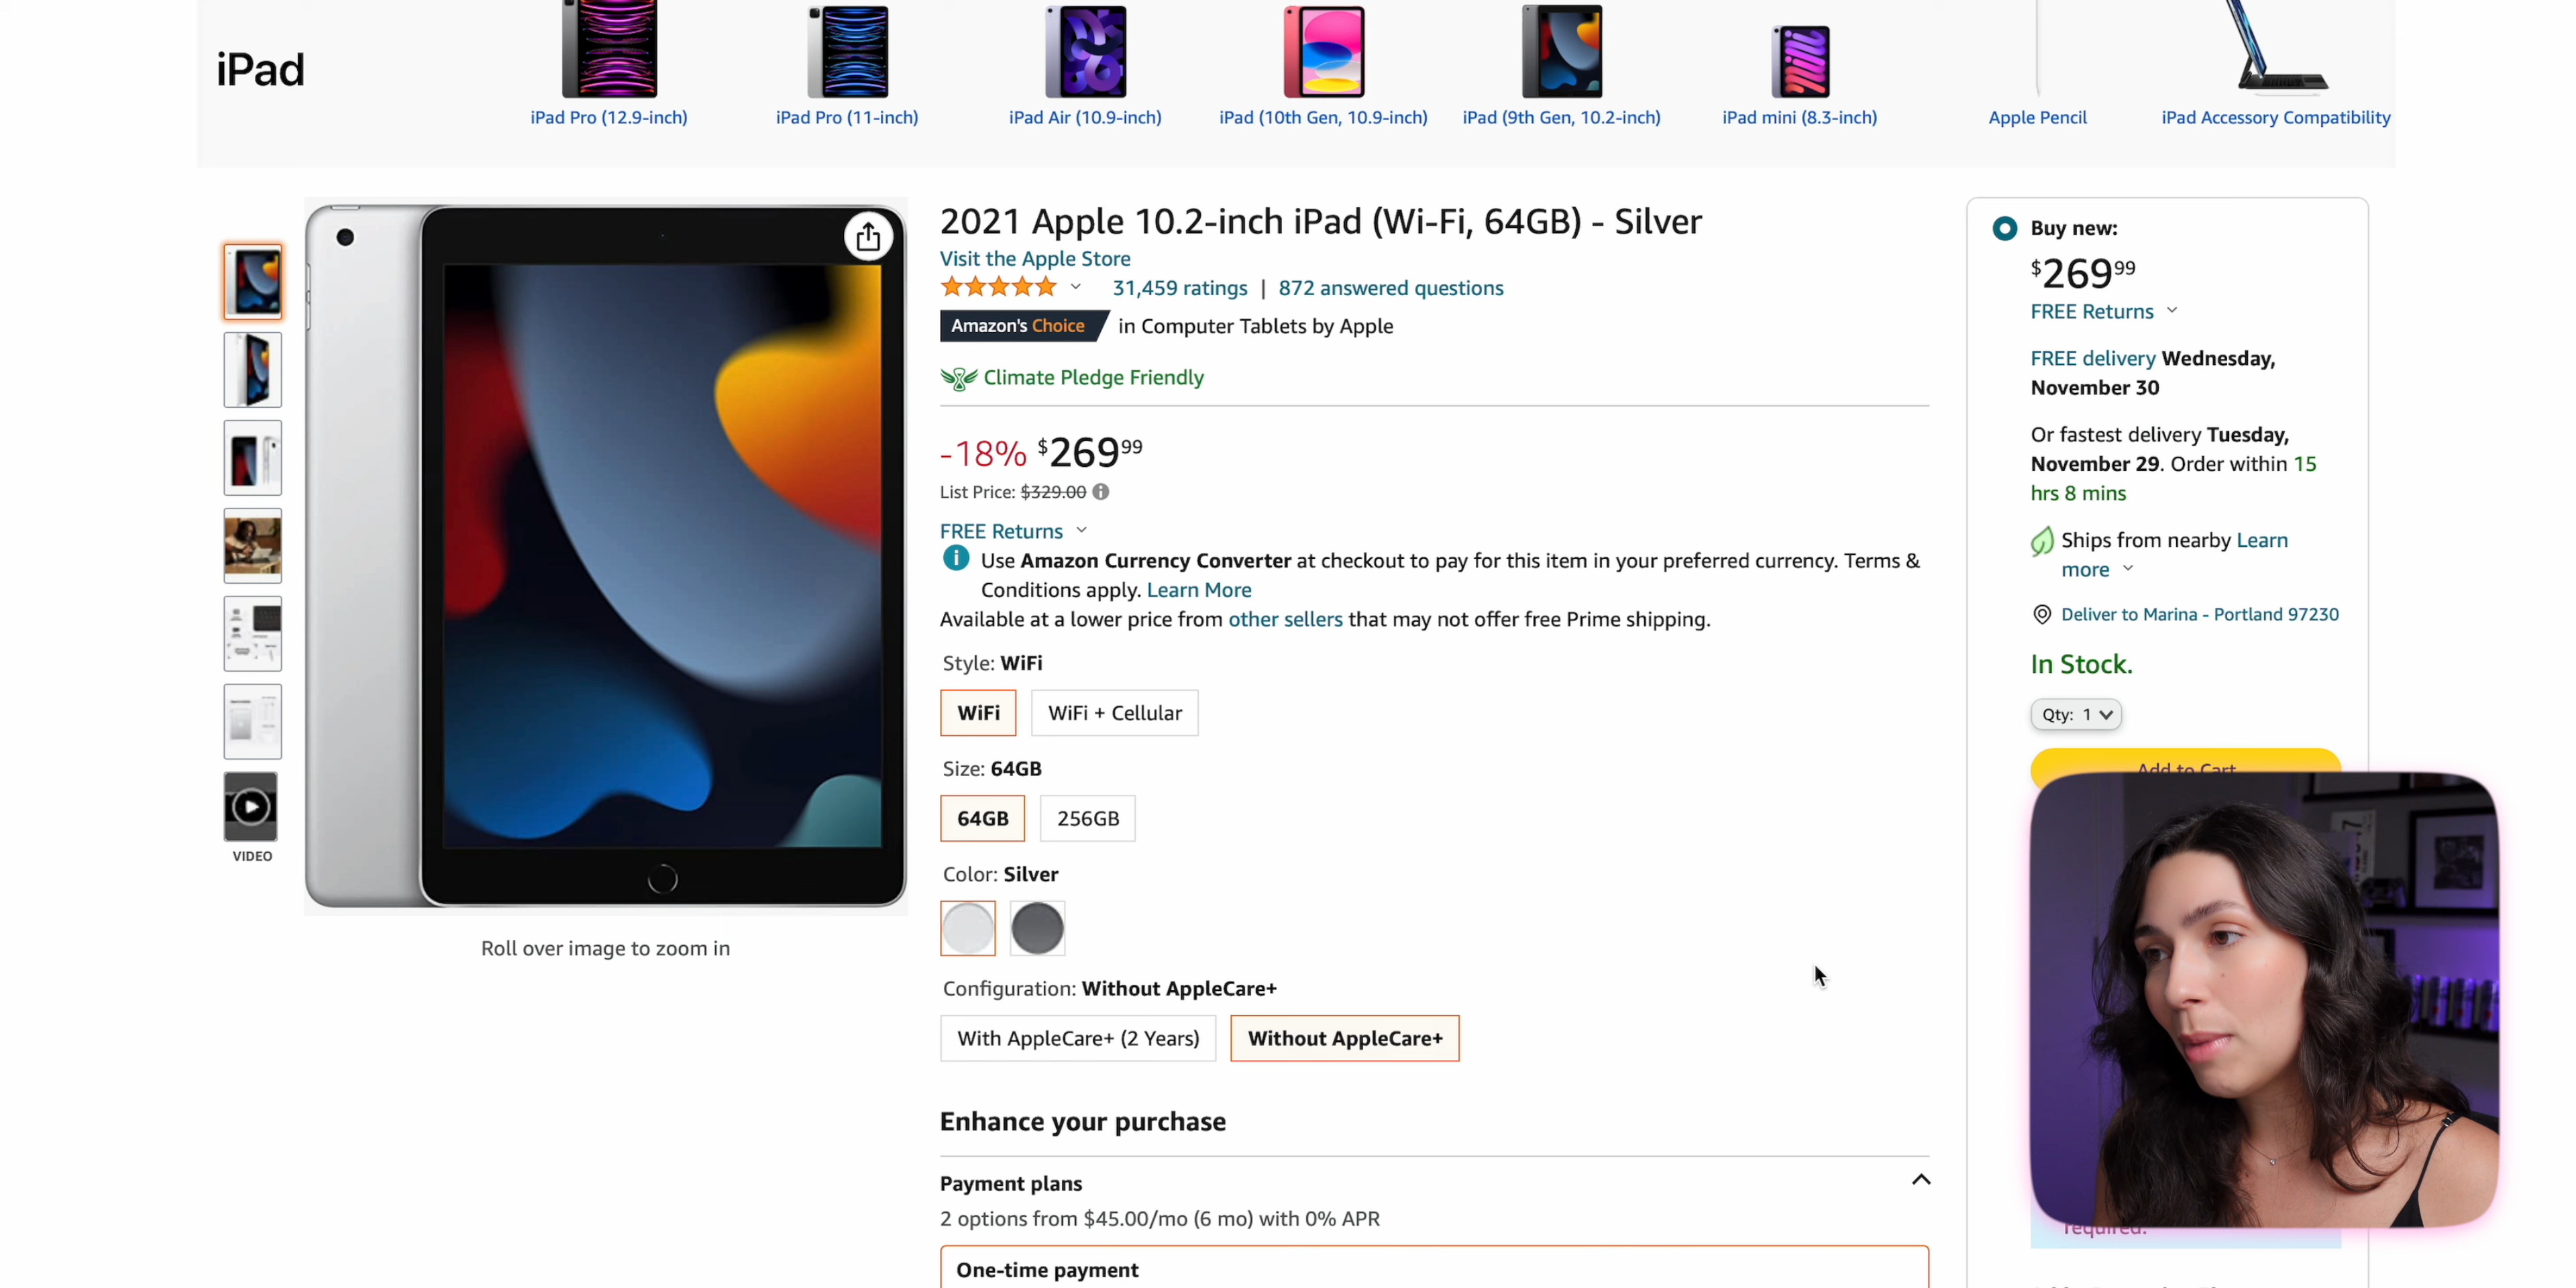 iPad
iPad Pro (12.9-inch)
iPad Pro (11-inch)
iPad Air (10.9-inch)
iPad (10th Gen, 10.9-inch)
iPad (9th Gen, 10.2-inch)
iPad mini (8.3-inch)
Apple Pencil
iPad Accessory Compatibility
VIDEO
Roll over image to zoom in
2021 Apple 10.2-inch iPad (Wi-Fi, 64GB) - Silver
Visit the Apple Store
31,459 ratings | 872 answered questions
Amazon's Choice in Computer Tablets by Apple
Climate Pledge Friendly
-18% $269 99
List Price: $329.00
FREE Returns
Use Amazon Currency Converter at checkout to pay for this item in your preferred currency. Terms &
Conditions apply. Learn More
Available at a lower price from other sellers that may not offer free Prime shipping.
Style: WiFi
WiFi
WiFi + Cellular
Size: 64GB
64GB
256GB
Color: Silver
Configuration: Without AppleCare+
With AppleCare+ (2 Years)
Without AppleCare+
Enhance your purchase
Payment plans
2 options from $45.00/mo (6 mo) with 0% APR
One-time payment
Buy new:
$269 99
FREE Returns
FREE delivery Wednesday,
November 30
Or fastest delivery Tuesday,
November 29. Order within 15
hrs 8 mins
Ships from nearby Learn
more
Deliver to Marina - Portland 97230
In Stock.
Qty: 1
Add to Cart
required.